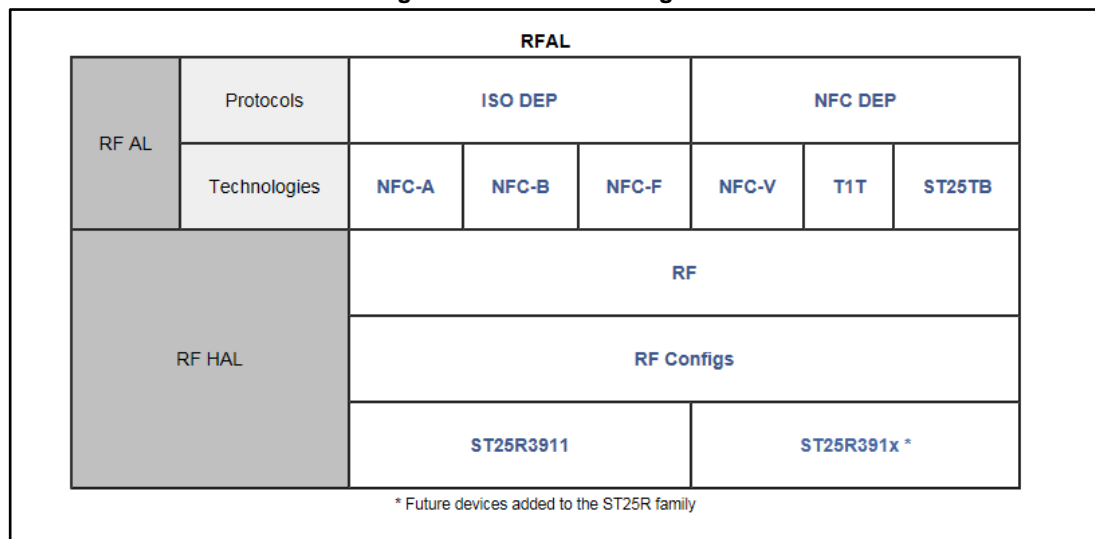 RFAL
RF AL
Protocols
ISO DEP
NFC DEP
Technologies
NFC-A
NFC-B
NFC-F
NFC-V
T1T
ST25TB
RF HAL
RF
RF Configs
ST25R3911
ST25R391x *
* Future devices added to the ST25R family